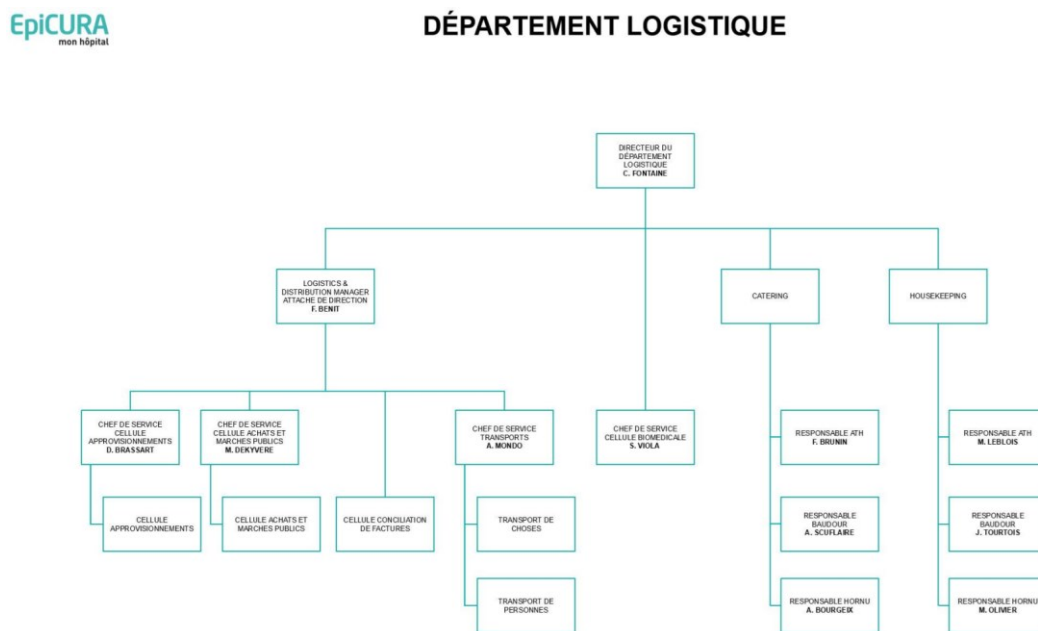 EpiCURA
mon hôpital
DÉPARTEMENT LOGISTIQUE
DIRECTEUR DU
DÉPARTEMENT
LOGISTIQUE
C. FONTAINE
LOGISTICS &
DISTRIBUTION MANAGER
ATTACHE DE DIRECTION
F. BENIT
CATERING
HOUSEKEEPING
CHEF DE SERVICE
CELLULE
APPROVISIONNEMENTS
D. BRASSART
CHEF DE SERVICE
CELLULE ACHATS ET
MARCHES PUBLICS
M. DEKYVERE
CHEF DE SERVICE
TRANSPORTS
A. MONDO
CHEF DE SERVICE
CELLULE BIOMEDICALE
S. VIOLA
RESPONSABLE ATH
F. BRUNIN
RESPONSABLE ATH
M. LEBLOIS
CELLULE
APPROVISIONNEMENTS
CELLULE ACHATS ET
MARCHES PUBLICS
CELLULE CONCILIATION
DE FACTURES
TRANSPORT DE
CHOSES
RESPONSABLE
BAUDOUR
A. SCUFLAIRE
RESPONSABLE
BAUDOUR
J. TOURTOIS
TRANSPORT DE
PERSONNES
RESPONSABLE HORNU
A. BOURGEIX
RESPONSABLE HORNU
M. OLIVIER